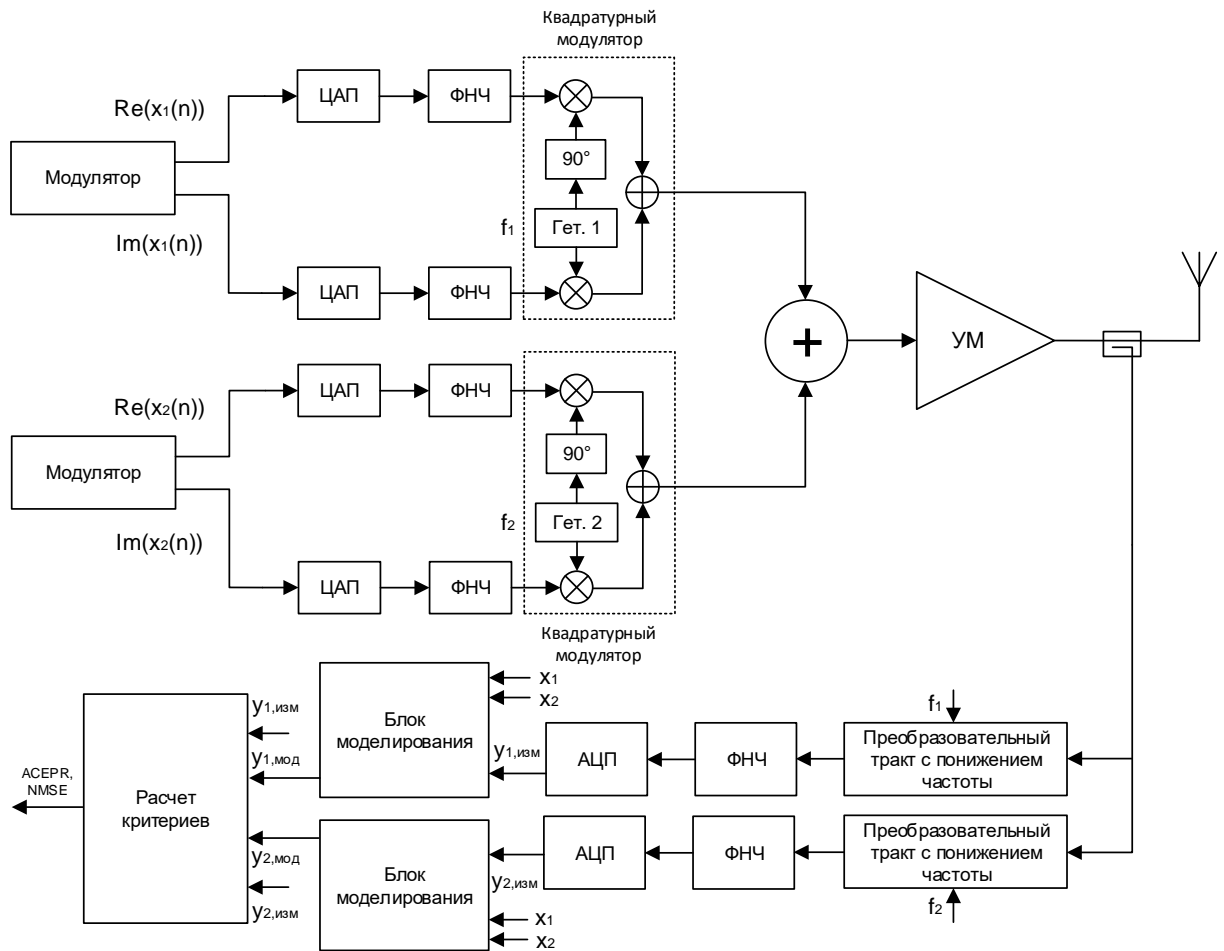 Квадратурный
модулятор
Re(x1(n))
ЦАП
ФНЧ
90°
Модулятор
f1
Гет. 1
Im(x1(n))
ЦАП
ФНЧ
УМ
+
Re(x2(n))
ЦАП
ФНЧ
90°
Модулятор
f2
Гет. 2
Im(x2(n))
ЦАП
ФНЧ
Квадратурный
модулятор
x1
x2
y1,изм
Блок
моделирования
y1,мод
y1,изм
АЦП
ФНЧ
f1
Преобразовательный
тракт с понижением
частоты
ACEPR,
NMSE
Расчет
критериев
y2,мод
y2,изм
Блок
моделирования
y2,изм
x1
x2
АЦП
ФНЧ
Преобразовательный
тракт с понижением
частоты
f2